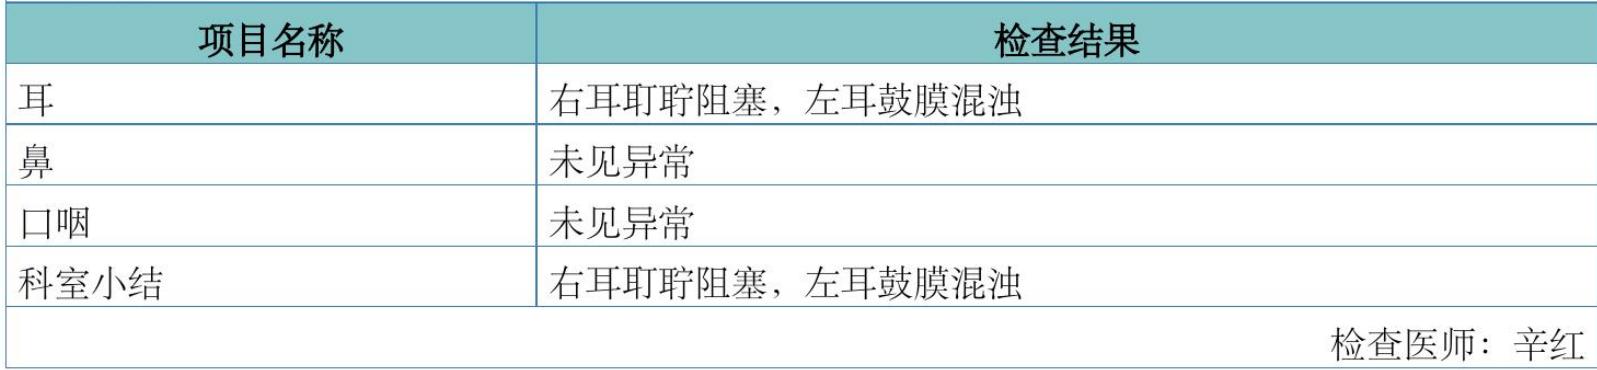 项目名称 检查结果
耳 右耳耵聍阻塞，左耳鼓膜混浊
鼻 未见异常
口咽 未见异常
科室小结 右耳耵聍阻塞，左耳鼓膜混浊
检查医师：辛红